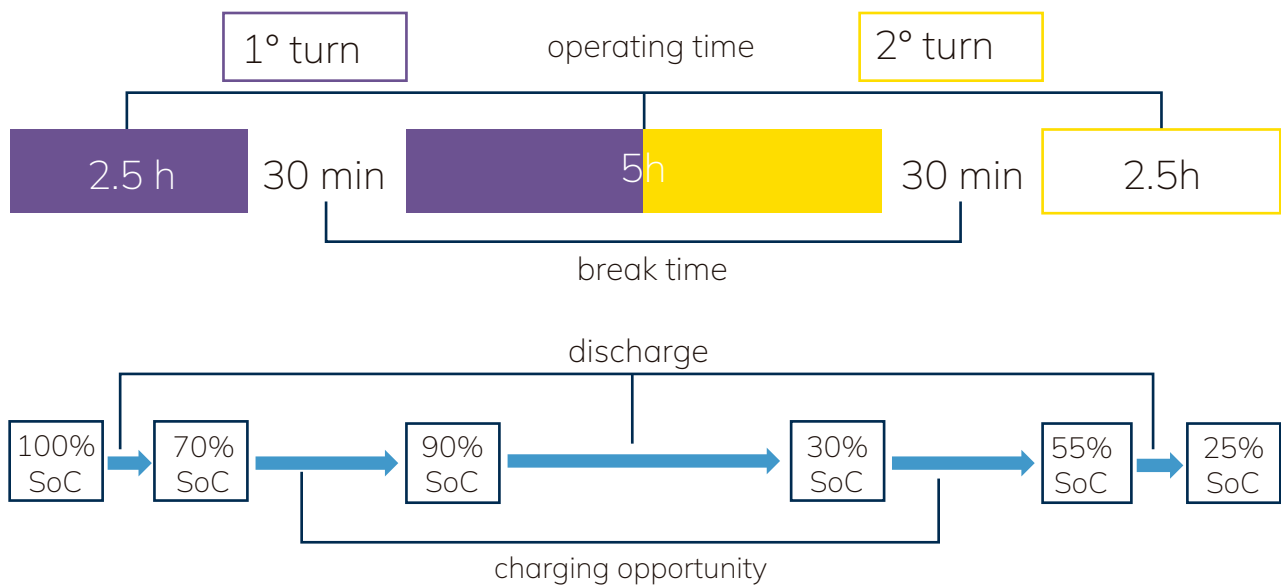 1° turn
operating time
2° turn
2.5 h
30 min
5h
30 min
2.5h
break time
discharge
100%
SoC
70%
SoC
90%
SoC
30%
SoC
55%
SoC
25%
SoC
charging opportunity